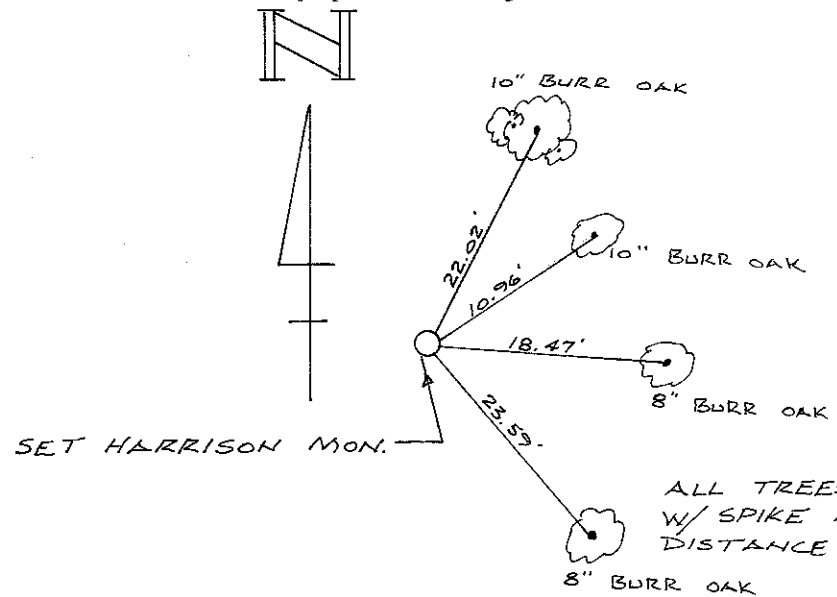 N
10" BURR OAK
22.02'
10" BURR OAK
10.96'
18.47'
8" BURR OAK
23.59'
SET HARRISON MON.
ALL TREES
W/ SPIKE
DISTANCE
8" BURR OAK